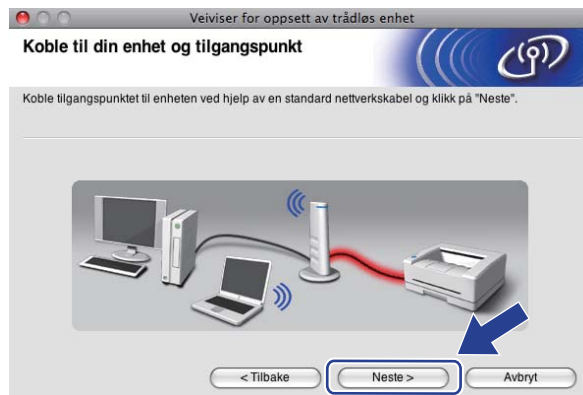 Veiviser for oppsett av trådløs enhet
Koble til din enhet og tilgangspunkt
Koble tilgangspunktet til enheten ved hjelp av en standard nettverkskabel og klikk på "Neste".
< Tilbake
Neste >
Avbryt